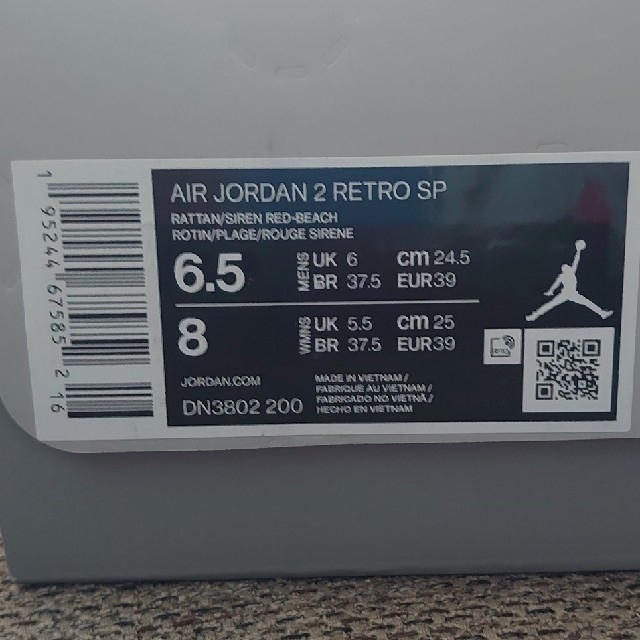 AIR JORDAN 2 RETRO SP
RATTAN/SIREN RED-BEACH
ROTIN/PLAGE/ROUGE SIRENE
6.5 MENS UK 6 cm 24.5
BR 37.5 EUR39
8 WMNS UK 5.5 cm 25
BR 37.5 EUR39
JORDAN.COM
DN3802 200
MADE IN VIETNAM /
FABRIQUE AU VIETNAM /
FABRICADO NO VIETNÃ /
HECHO EN VIETNAM
1 95244 67585 2 16